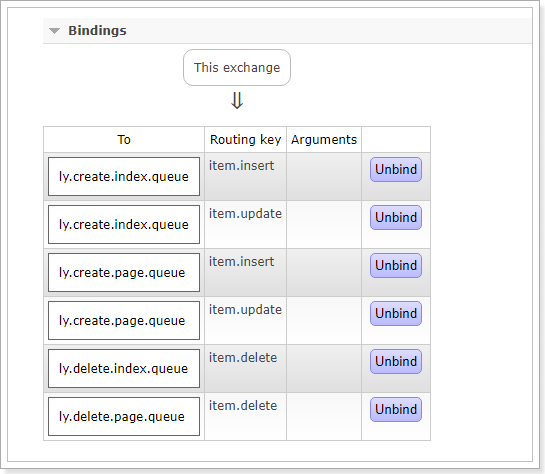 Bindings
This exchange
⇓
To Routing key Arguments
ly.create.index.queue item.insert Unbind
ly.create.index.queue item.update Unbind
ly.create.page.queue item.insert Unbind
ly.create.page.queue item.update Unbind
ly.delete.index.queue item.delete Unbind
ly.delete.page.queue item.delete Unbind